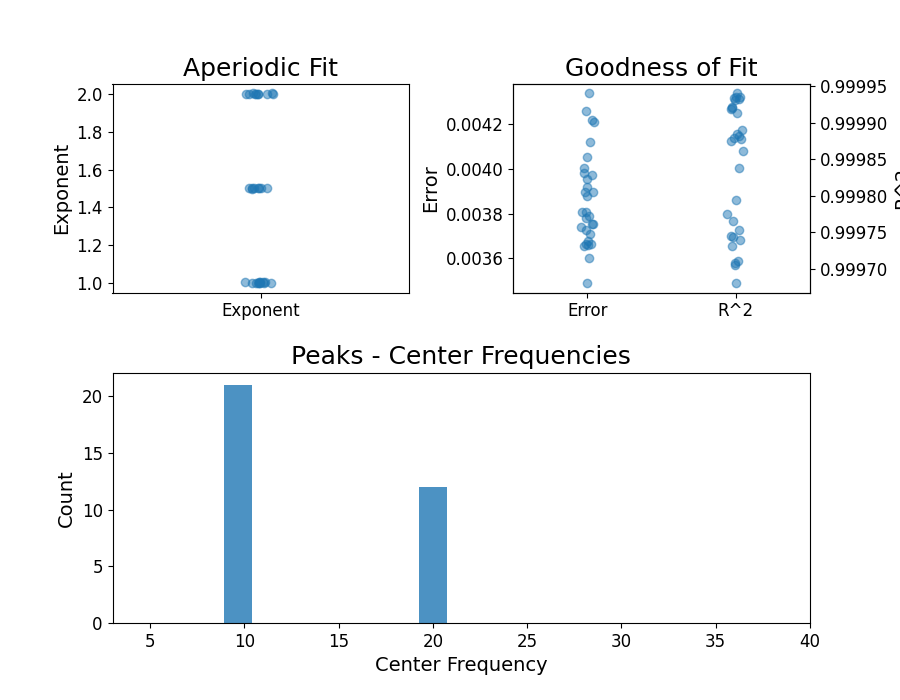 Aperiodic Fit
Exponent
2.0
1.8
1.6
1.4
1.2
1.0
Exponent
Goodness of Fit
Error
0.0042
0.0040
0.0038
0.0036
0.99995
0.99990
0.99985
0.99980
0.99975
0.99970
Error R^2
Peaks - Center Frequencies
Count
20
15
10
5
0
5 10 15 20 25 30 35 40
Center Frequency